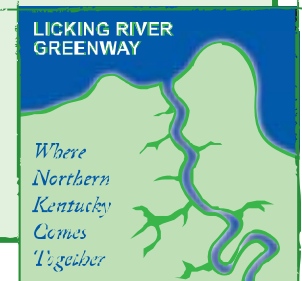 LICKING RIVER
GREENWAY
Where
Northern
Kentucky
Comes
Together